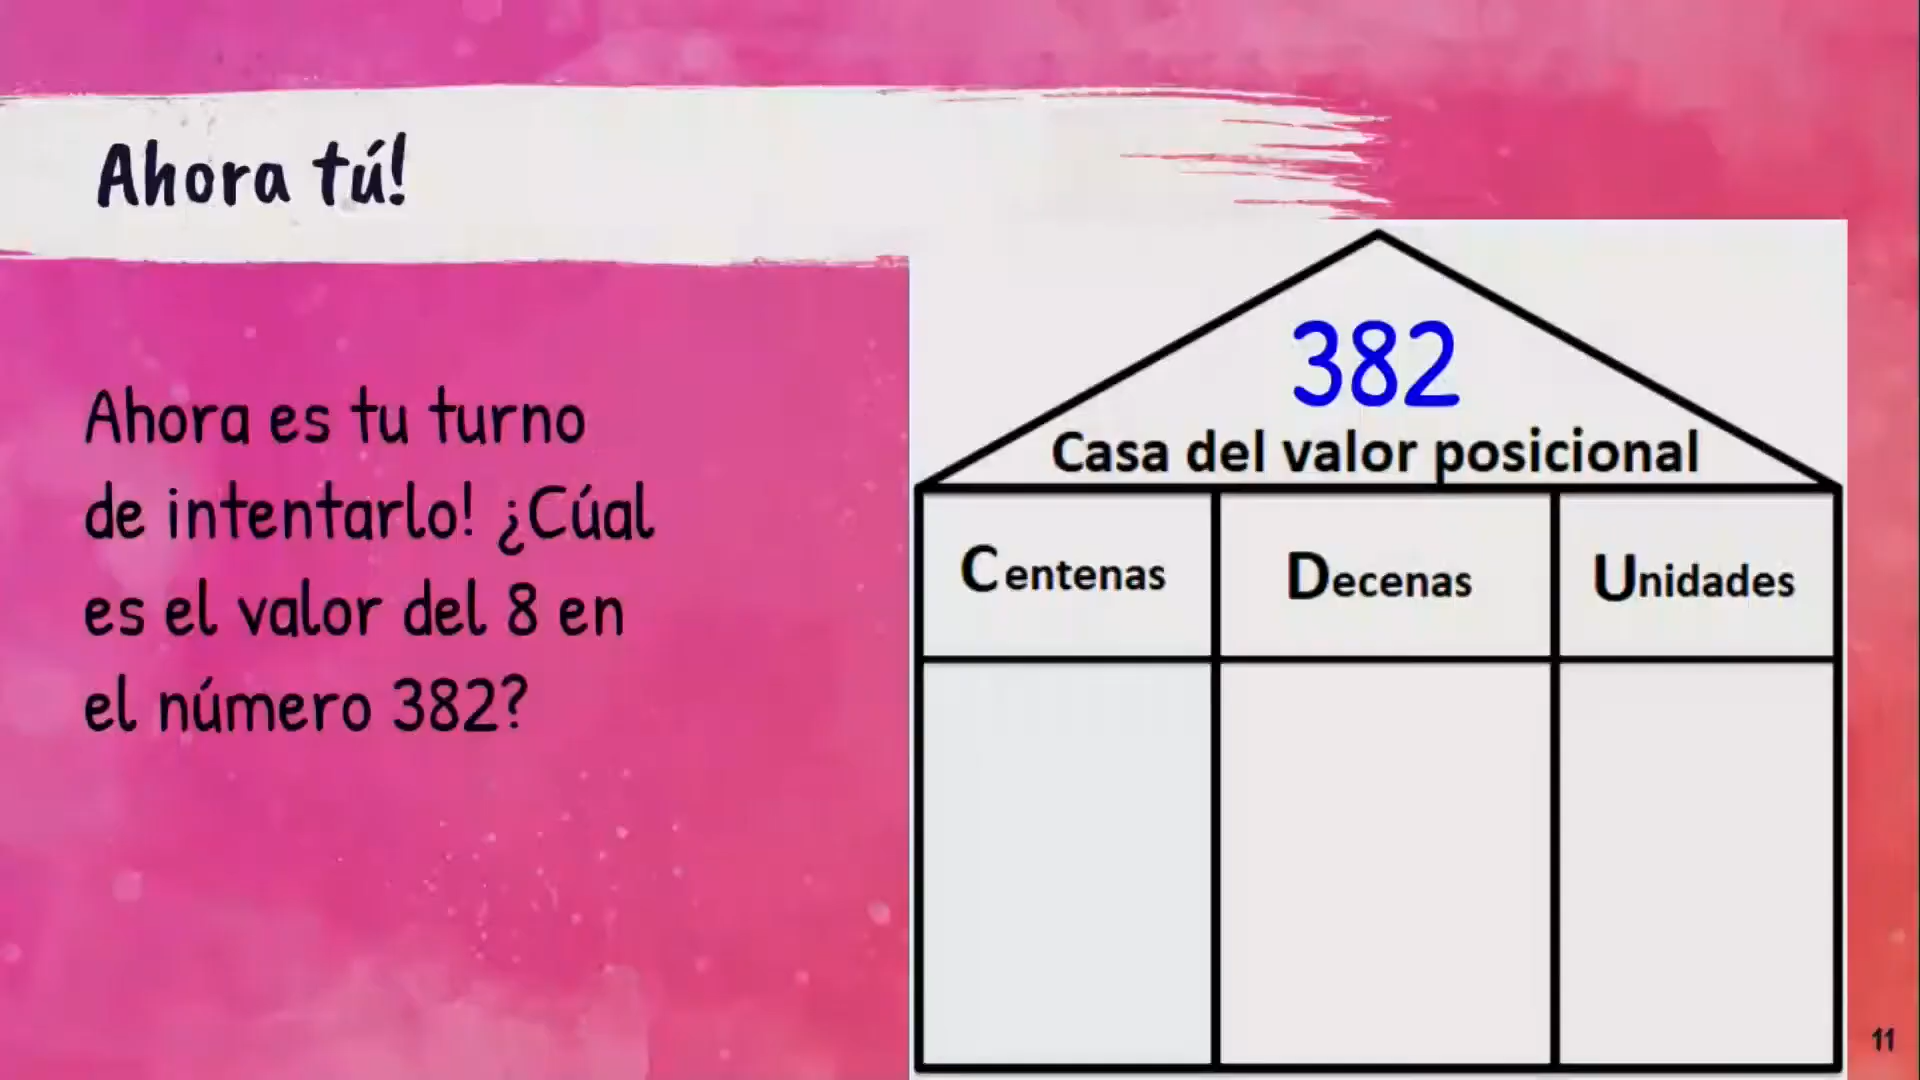 Ahora tú!
Ahora es tu turno
de intentarlo! ¿Cúal
es el valor del 8 en
el número 382?
382
Casa del valor posicional
Centenas
Decenas
Unidades
11